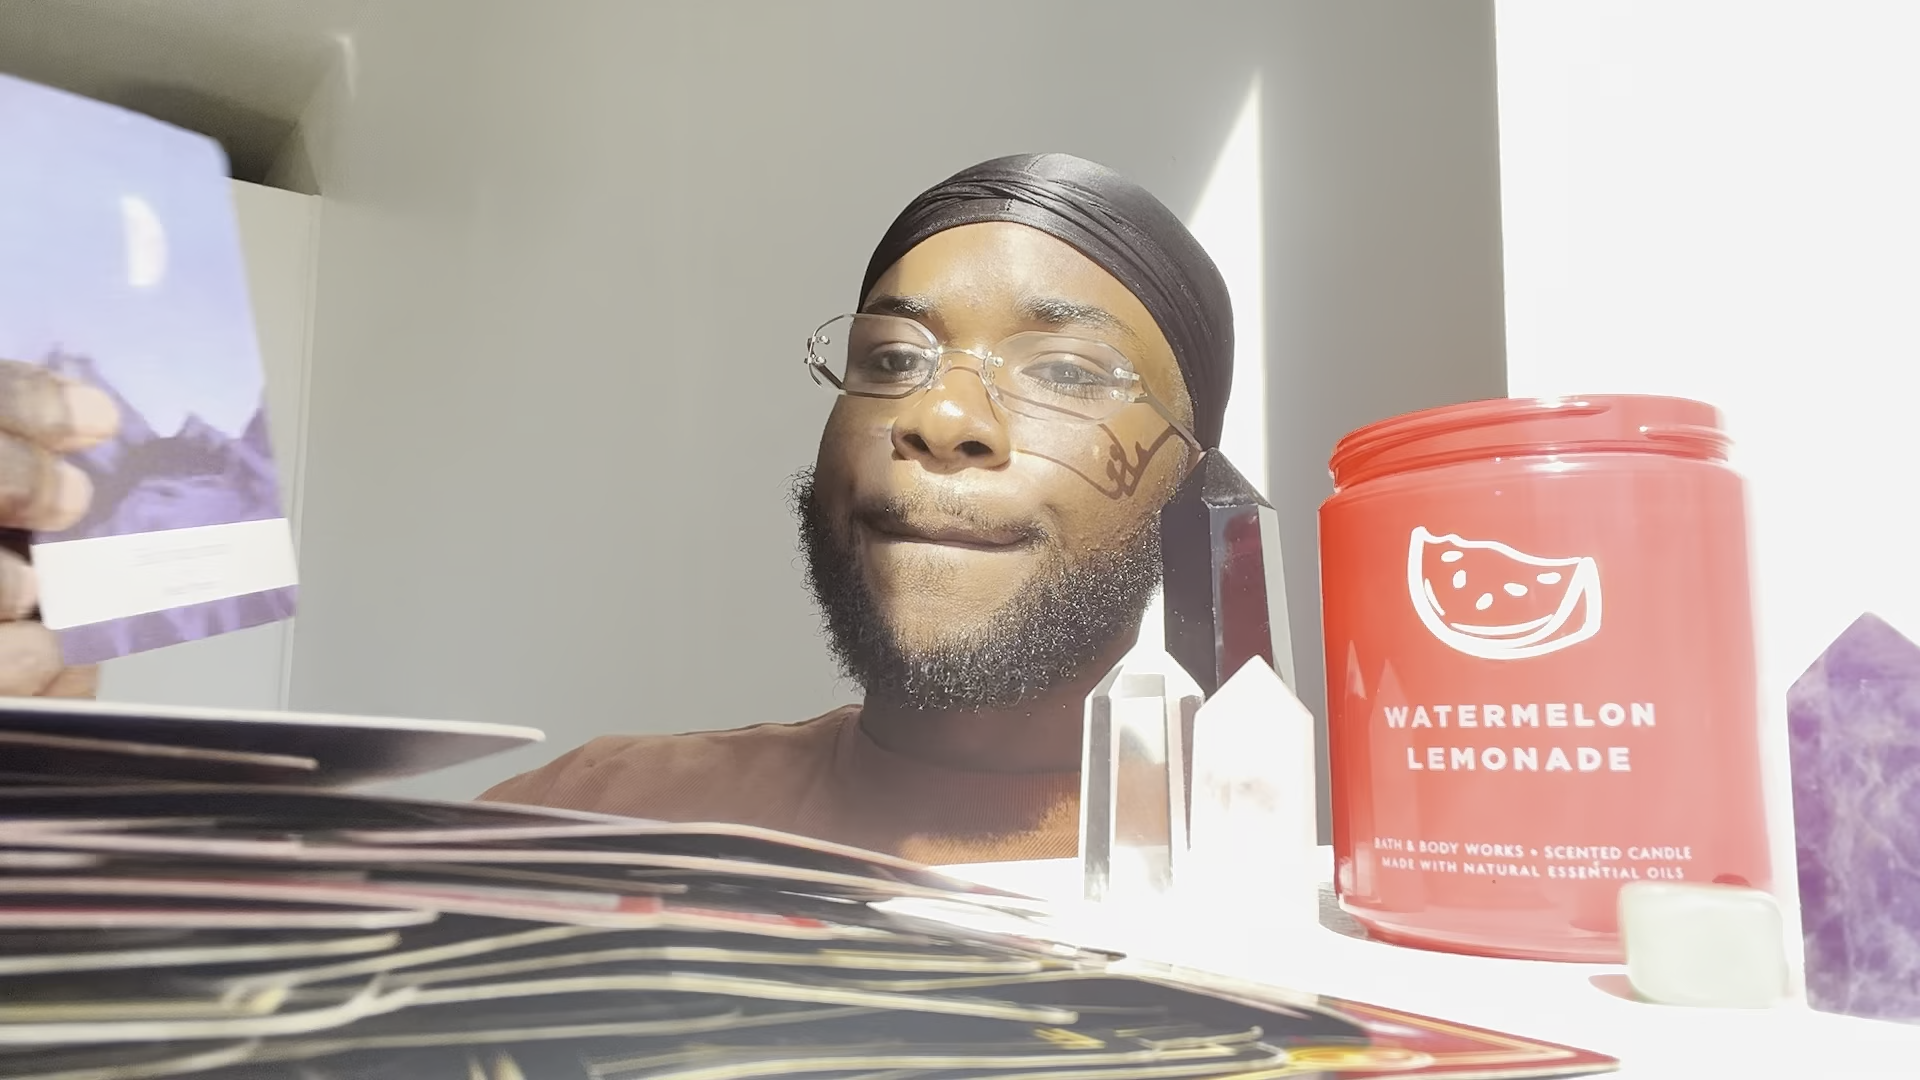 WATERMELON
LEMONADE
BATH & BODY WORKS • SCENTED CANDLE
MADE WITH NATURAL ESSENTIAL OILS